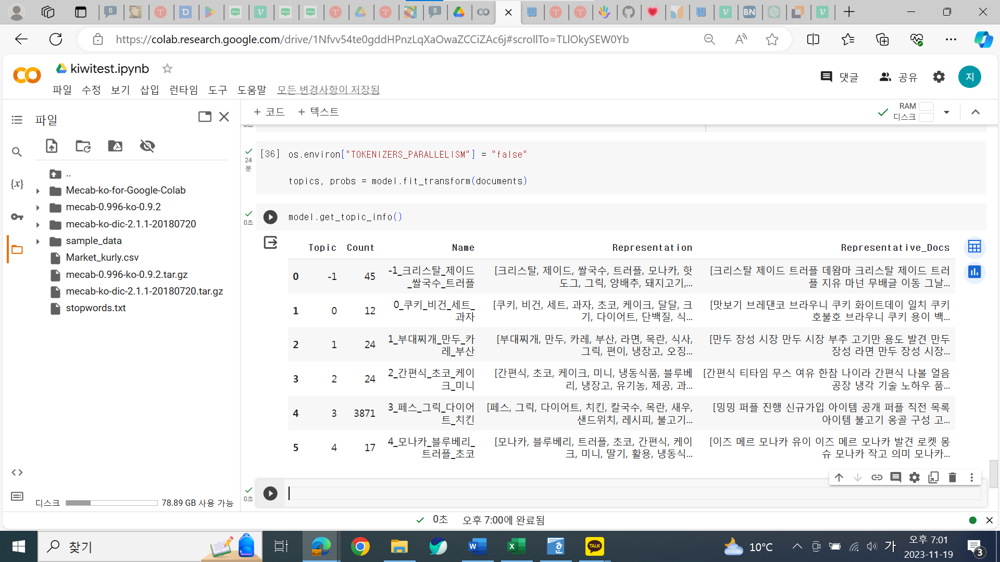 https://colab.research.google.com/drive/1Nfvv54te0gddHPnzLqXaOwaZCCiZAc6j#scrollTo=TLlOkySEW0Yb
kiwitest.ipynb
댓글
공유
지
파일 수정 보기 삽입 런타임 도구 도움말 모든 변경사항이 저장됨
+ 코드 + 텍스트
RAM
디스크
파일
..
Mecab-ko-for-Google-Colab
mecab-0.996-ko-0.9.2
mecab-ko-dic-2.1.1-20180720
sample_data
Market_kurly.csv
mecab-0.996-ko-0.9.2.tar.gz
mecab-ko-dic-2.1.1-20180720.tar.gz
stopwords.txt
디스크 78.89 GB 사용 가능
24
분
[36] os.environ["TOKENIZERS_PARALLELISM"] = "false"
topics, probs = model.fit_transform(documents)
0초
model.get_topic_info()
Topic Count Name Representation Representative_Docs
0 -1 45 -1_크리스탈_제이드 [크리스탈, 제이드, 쌀국수, 트러플, 모나카, 핫 [크리스탈 제이드 트러플 데왐마 크리스탈 제이드 트러
_쌀국수_트러플 도그, 그릭, 양배추, 돼지고기,... 플 지유 마넌 무배글 이동 그날...
1 0 12 0_쿠키_비건_세트_ [쿠키, 비건, 세트, 과자, 초코, 케이크, 달달, 크 [맛보기 브레댄코 브라우니 쿠키 화이트데이 일치 쿠키
과자 기, 다이어트, 단백질, 식... 호불호 브라우니 쿠키 용이 백...
2 1 24 1_부대찌개_만두_카 [부대찌개, 만두, 카레, 부산, 라면, 목란, 식사, [만두 장성 시장 만두 시장 부추 고기만 용도 발견 만두
레_부산 그릭, 편이, 냉장고, 오징... 장성 라면 만두 장성 시장...
3 2 24 2_간편식_초코_케이 [간편식, 초코, 케이크, 미니, 냉동식품, 블루베 [간편식 티타임 무스 여유 한참 나이라 간편식 나볼 얼음
크_미니 리, 냉장고, 유기농, 제공, 과... 공장 냉각 기술 노하우 품...
4 3 3871 3_페스_그릭_다이어 [페스, 그릭, 다이어트, 치킨, 칼국수, 목란, 새우, [밍밍 퍼플 진행 신규가입 아이템 공개 퍼플 직전 목록
트_치킨 샌드위치, 레시피, 불고기... 아이템 불고기 옹골 구성 고...
5 4 17 4_모나카_블루베리_ [모나카, 블루베리, 트러플, 초코, 간편식, 케이 [이즈 메르 모나카 유이 이즈 메르 모나카 발견 로켓 몽
트러플_초코 크, 미니, 딸기, 활용, 냉동식... 슈 모나카 작고 의미 모나카...
0초
0초 오후 7:00에 완료됨
찾기
10°C
가
오후 7:01
2023-11-19
3